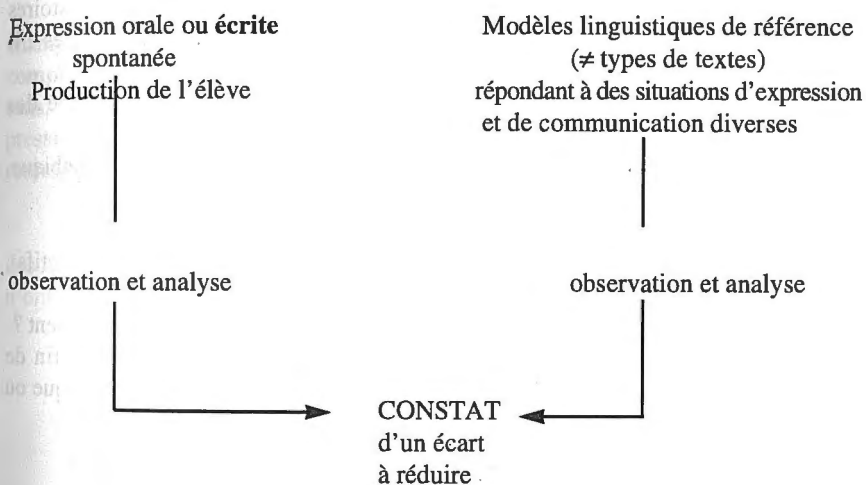 Expression orale ou écrite
spontanée
Production de l'élève
Modèles linguistiques de référence
(≠ types de textes)
répondant à des situations d'expression
et de communication diverses
observation et analyse
observation et analyse
CONSTAT
d'un écart
à réduire